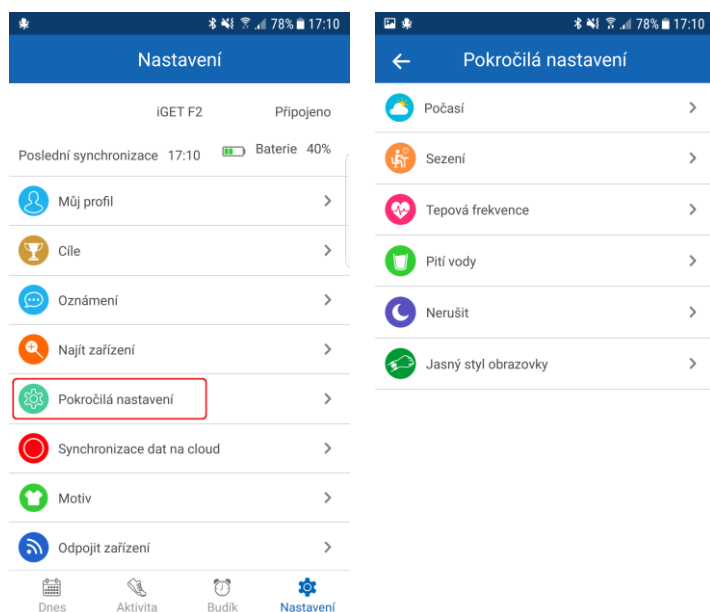 78% 17:10
Nastavení
iGET F2 Připojeno
Poslední synchronizace 17:10 Baterie 40%
Můj profil
Cíle
Oznámení
Najít zařízení
Pokročilá nastavení
Synchronizace dat na cloud
Motiv
Odpojit zařízení
Dnes Aktivita Budík Nastavení
78% 17:10
Pokročilá nastavení
Počasí
Sezení
Tepová frekvence
Pití vody
Nerušit
Jasný styl obrazovky